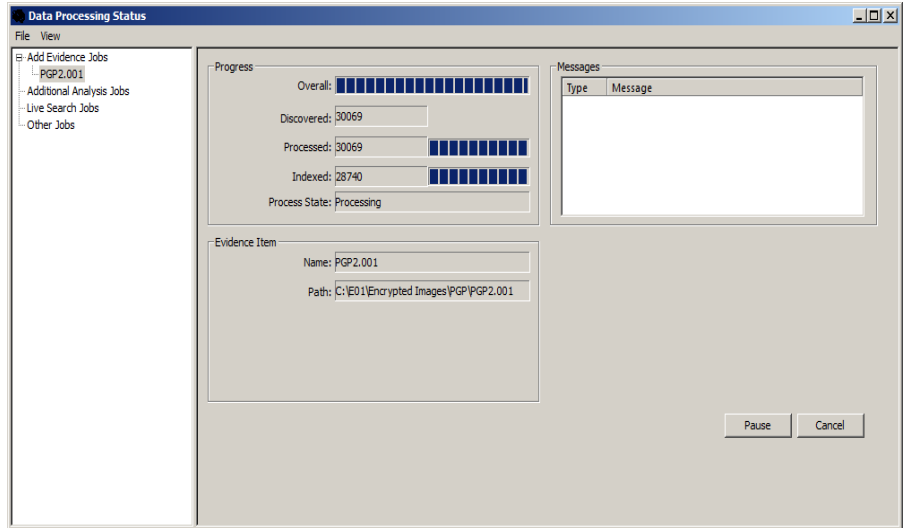 Data Processing Status
File View
Add Evidence Jobs
PGP2.001
Additional Analysis Jobs
Live Search Jobs
Other Jobs
Progress
Overall:
Discovered: 30069
Processed: 30069
Indexed: 28740
Process State: Processing
Messages
Type Message
Evidence Item
Name: PGP2.001
Path: C:\E01\Encrypted Images\PGP\PGP2.001
Pause Cancel